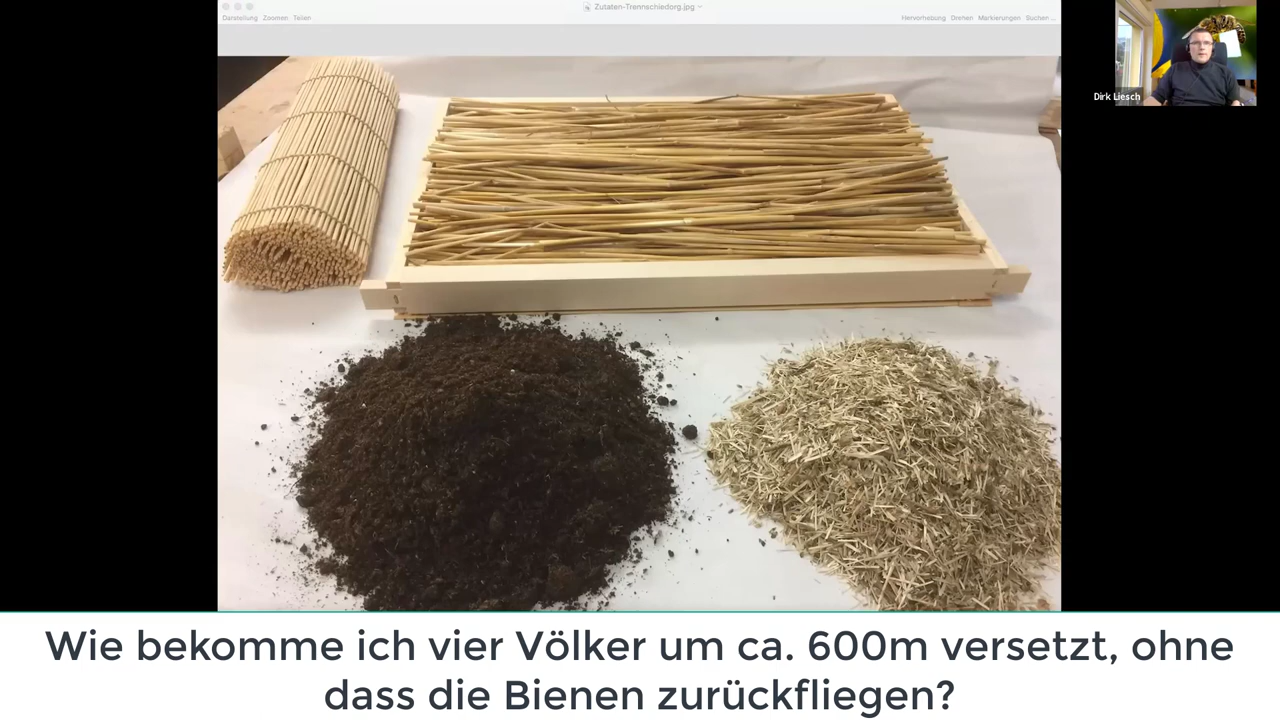 Zutaten-Trennschiedorg.jpg
Darstellung Zoomen Teilen
Hervorhebung Drehen Markierungen Suchen
Dirk Liesch
Wie bekomme ich vier Völker um ca. 600m versetzt, ohne
dass die Bienen zurückfliegen?